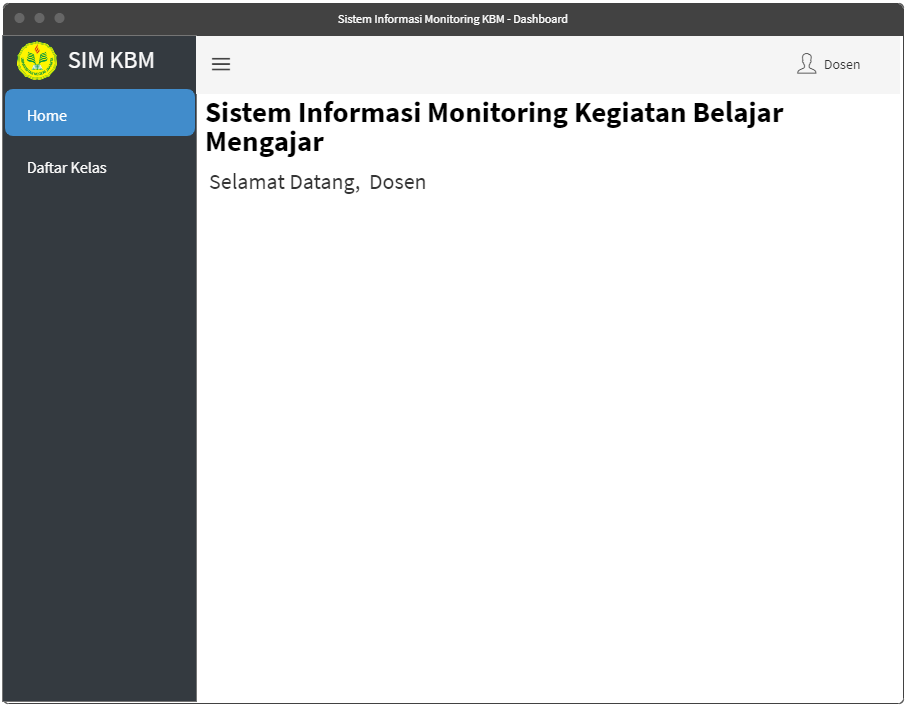 Sistem Informasi Monitoring KBM - Dashboard
SIM KBM
Dosen
Home
Daftar Kelas
Sistem Informasi Monitoring Kegiatan Belajar
Mengajar
Selamat Datang,  Dosen